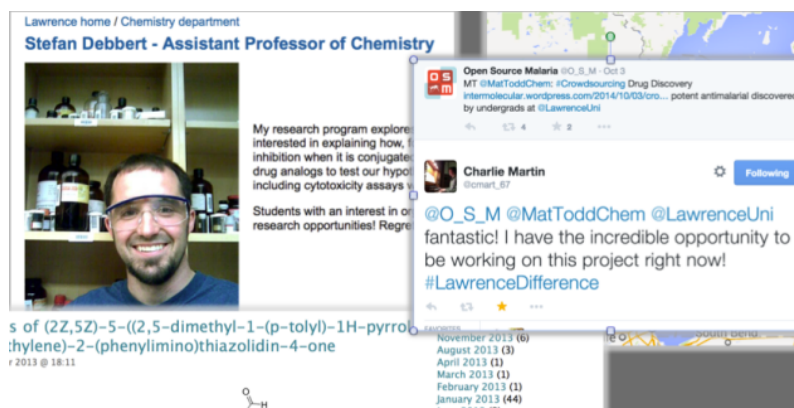 Lawrence home / Chemistry department
Stefan Debbert - Assistant Professor of Chemistry
My research program explore
interested in explaining how, f
inhibition when it is conjugate
drug analogs to test our hypot
including cytotoxicity assays
Students with an interest in or
research opportunities! Regre
OS
m
Open Source Malaria @O_S_M · Oct 3
MT @MatToddChem: #Crowdsourcing Drug Discovery
intermolecular.wordpress.com/2014/10/03/cro... potent antimalarial discovered
by undergrads at @LawrenceUni
4 2
Charlie Martin
@cmart_67
Following
@O_S_M @MatToddChem @LawrenceUni
fantastic! I have the incredible opportunity to
be working on this project right now!
#LawrenceDifference
s of (2Z,5Z)-5-((2,5-dimethyl-1-(p-tolyl)-1H-pyrrol
thylene)-2-(phenylimino)thiazolidin-4-one
r 2013 @ 18:11
November 2013 (6)
August 2013 (3)
April 2013 (1)
March 2013 (1)
February 2013 (1)
January 2013 (44)
South Bend
O
H